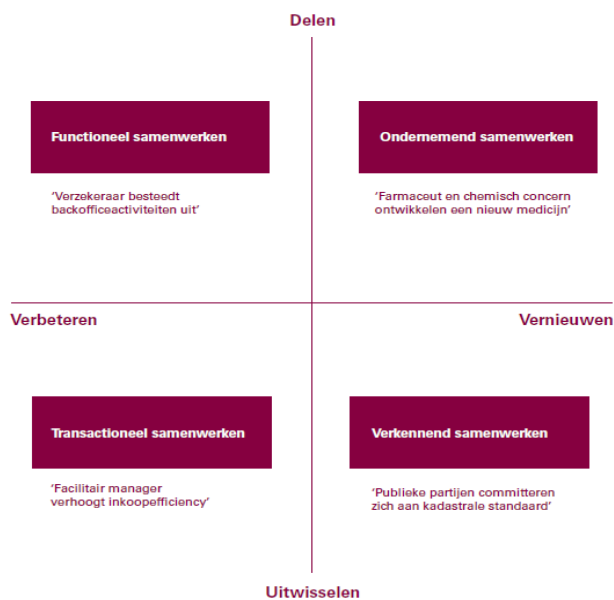 Delen
Functioneel samenwerken
Ondernemend samenwerken
‘Verzekeraar besteedt
backofficeactiviteiten uit’
‘Farmaceut en chemisch concern
ontwikkelen een nieuw medicijn’
Verbeteren
Vernieuwen
Transactioneel samenwerken
Verkennend samenwerken
‘Facilitair manager
verhoogt inkoopefficiency’
‘Publieke partijen committeren
zich aan kadastrale standaard’
Uitwisselen